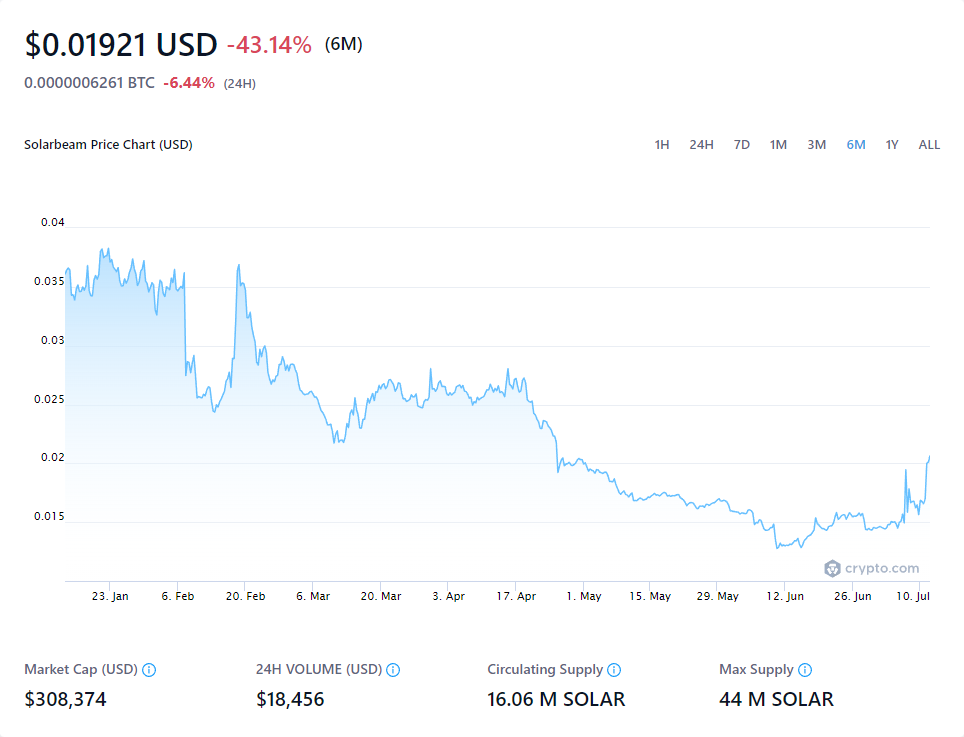 $0.01921 USD -43.14% (6M)
0.0000006261 BTC -6.44% (24H)
Solarbeam Price Chart (USD) 1H 24H 7D 1M 3M 6M 1Y ALL
0.04
0.035
0.03
0.025
0.02
0.015
crypto.com
23. Jan 6. Feb 20. Feb 6. Mar 20. Mar 3. Apr 17. Apr 1. May 15. May 29. May 12. Jun 26. Jun 10. Jul
Market Cap (USD) 24H VOLUME (USD) Circulating Supply Max Supply
$308,374 $18,456 16.06 M SOLAR 44 M SOLAR